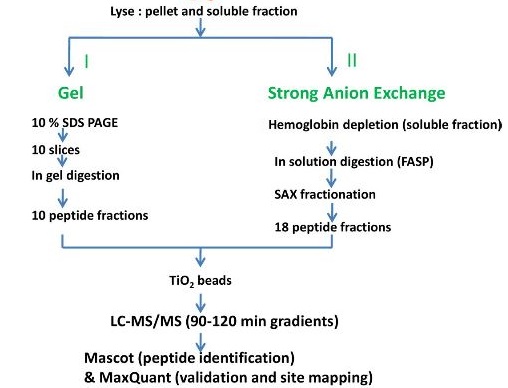 Lyse : pellet and soluble fraction
I
II
Gel
Strong Anion Exchange
10 % SDS PAGE
Hemoglobin depletion (soluble fraction)
10 slices
In solution digestion (FASP)
In gel digestion
SAX fractionation
10 peptide fractions
18 peptide fractions
TiO2 beads
LC-MS/MS (90-120 min gradients)
Mascot (peptide identification)
& MaxQuant (validation and site mapping)